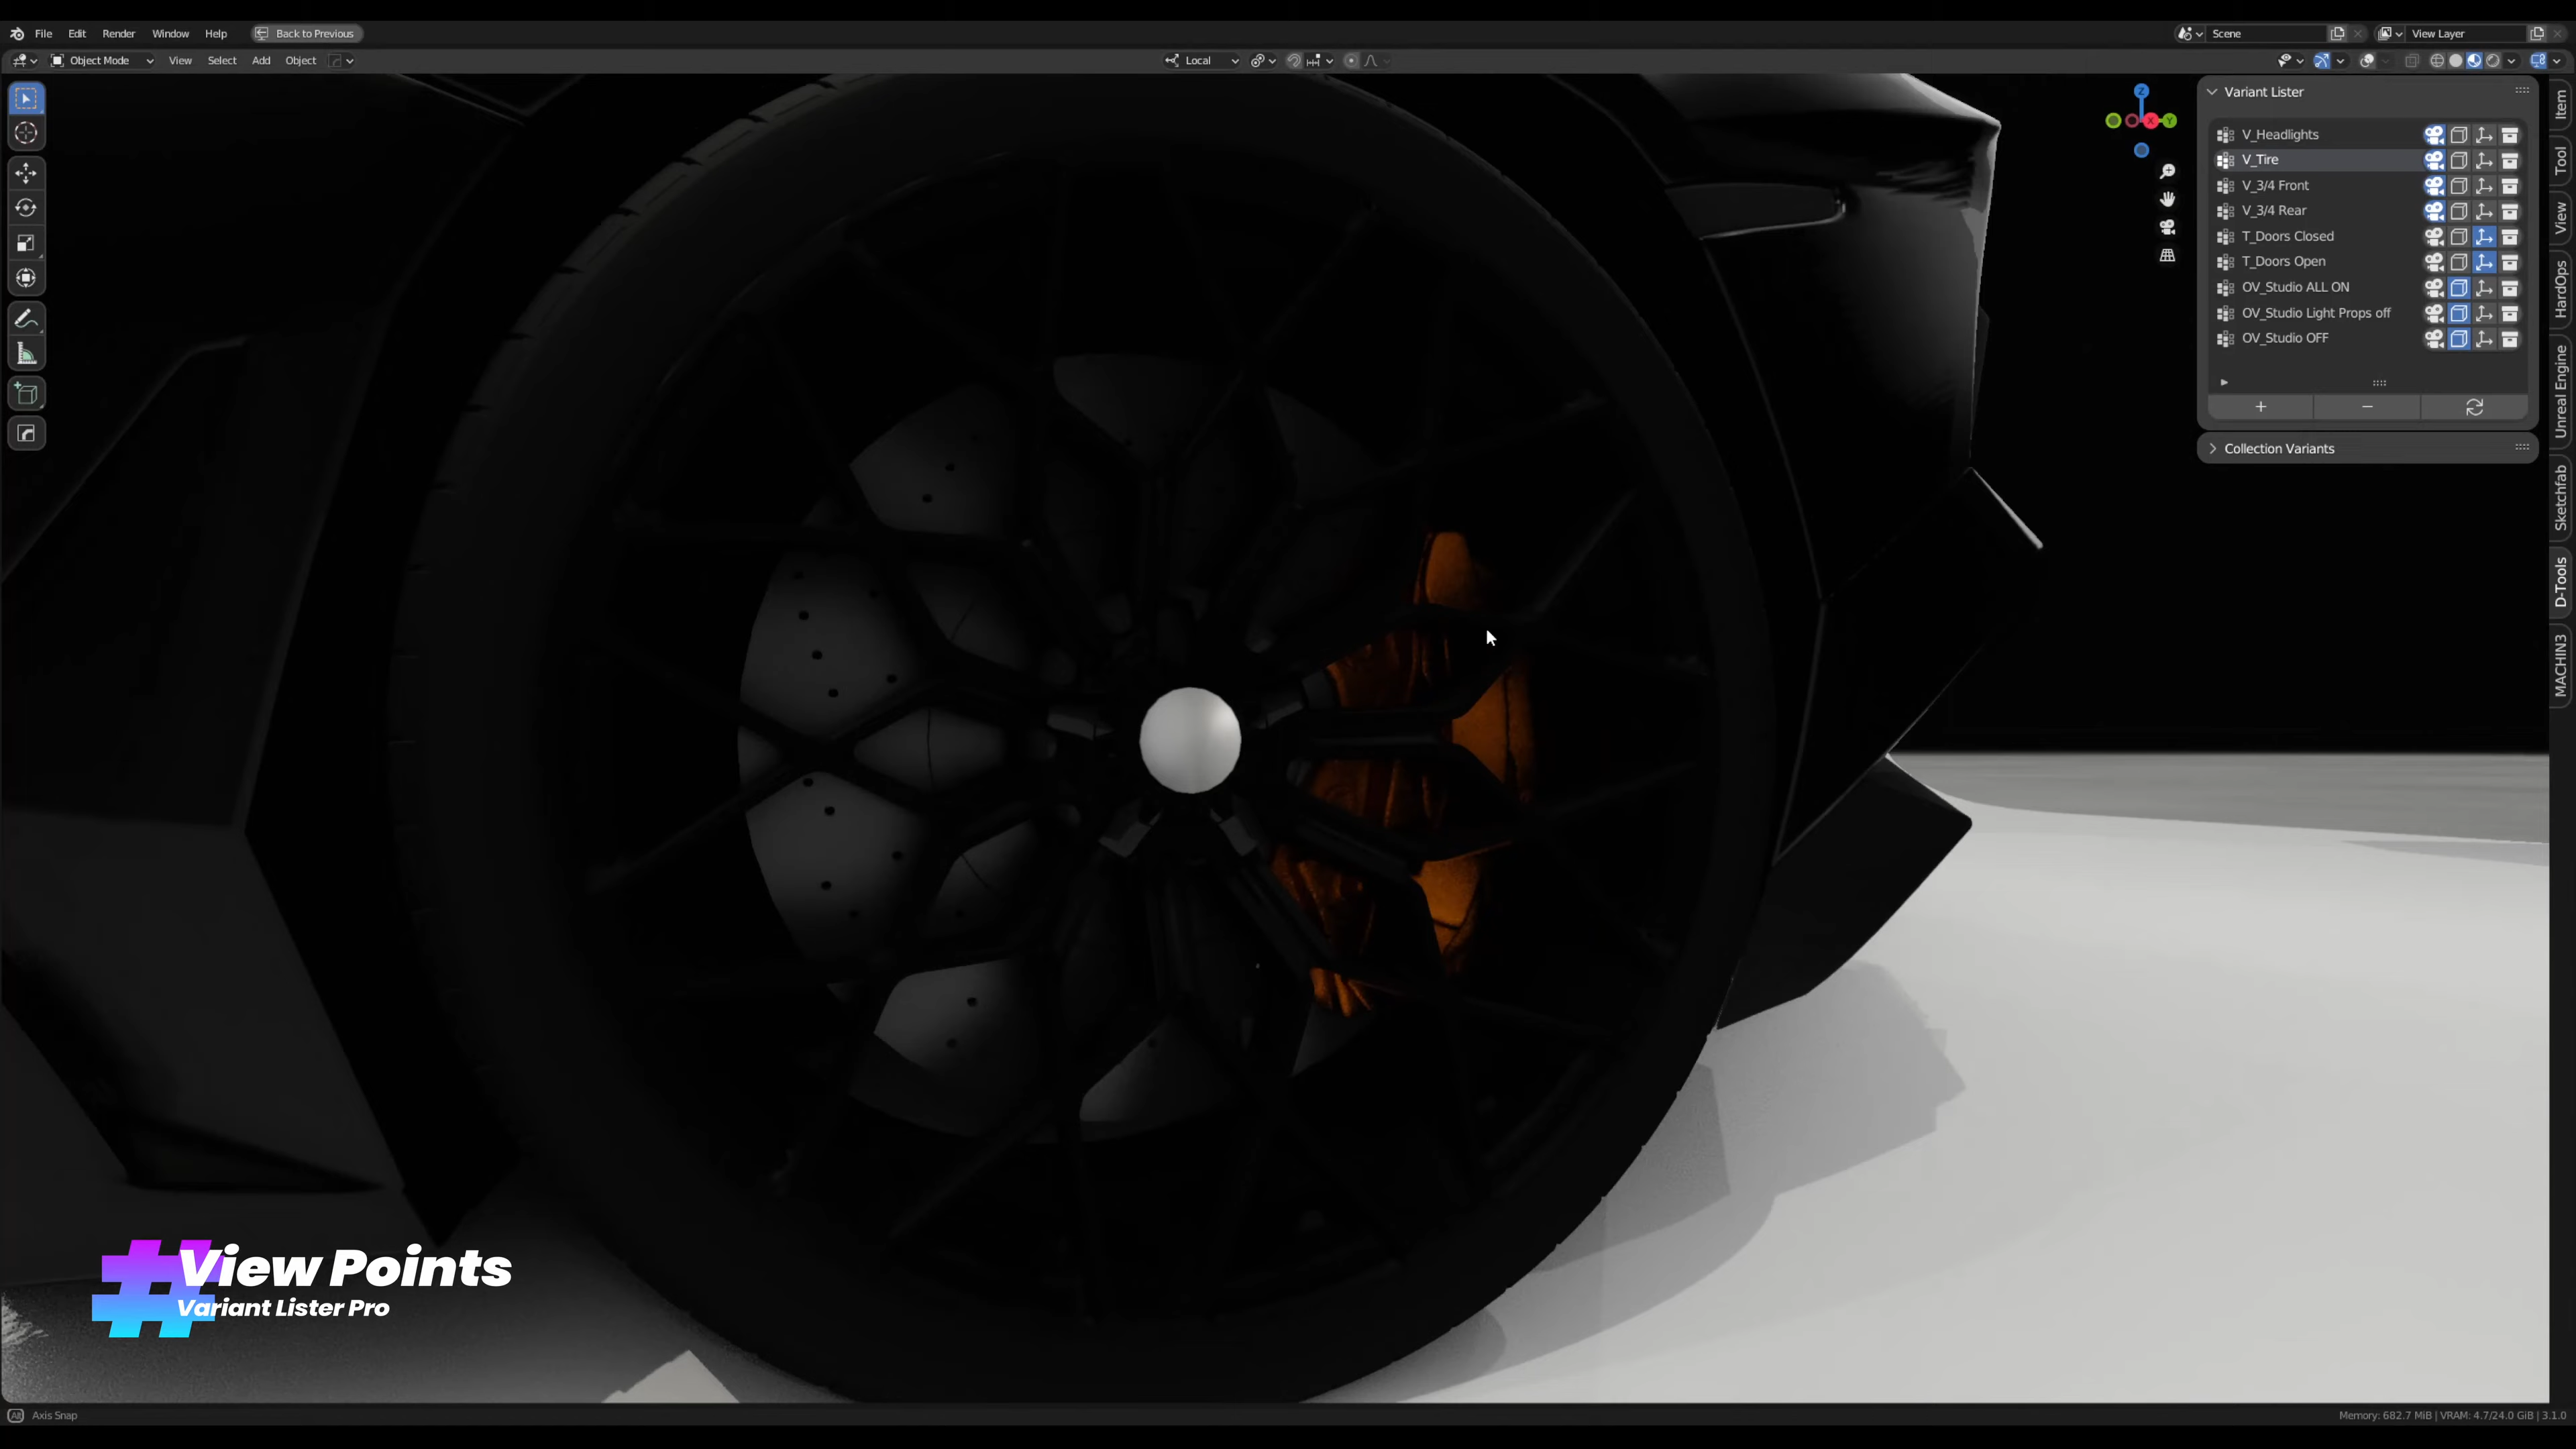 File Edit Render Window Help Back to Previous Scene View Layer
Object Mode View Select Add Object Local
Variant Lister
V_Headlights
V_Tire
V_3/4 Front
V_3/4 Rear
T_Doors Closed
T_Doors Open
OV_Studio ALL ON
OV_Studio Light Props off
OV_Studio OFF
Collection Variants
Item
Tool
View
HardOps
Unreal Engine
Sketchfab
D-Tools
MACHIN3
Z
X
Y
View Points
Variant Lister Pro
Alt Axis Snap
Memory: 682.7 MiB | VRAM: 4.7/24.0 GiB | 3.1.0